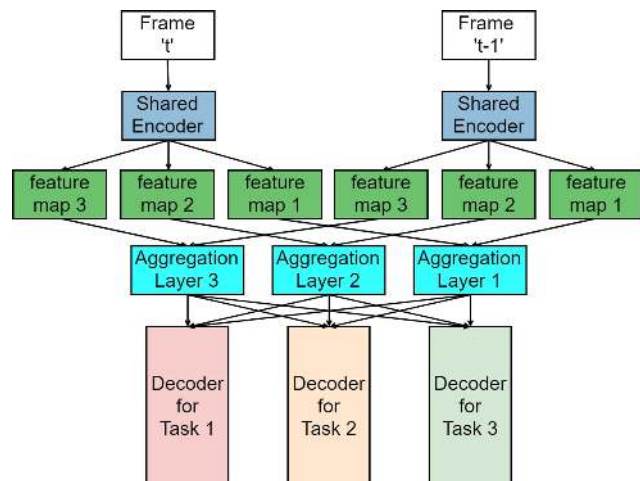 Frame
't'
Frame
't-1'
Shared
Encoder
Shared
Encoder
feature
map 3
feature
map 2
feature
map 1
feature
map 3
feature
map 2
feature
map 1
Aggregation
Layer 3
Aggregation
Layer 2
Aggregation
Layer 1
Decoder
for
Task 1
Decoder
for
Task 2
Decoder
for
Task 3